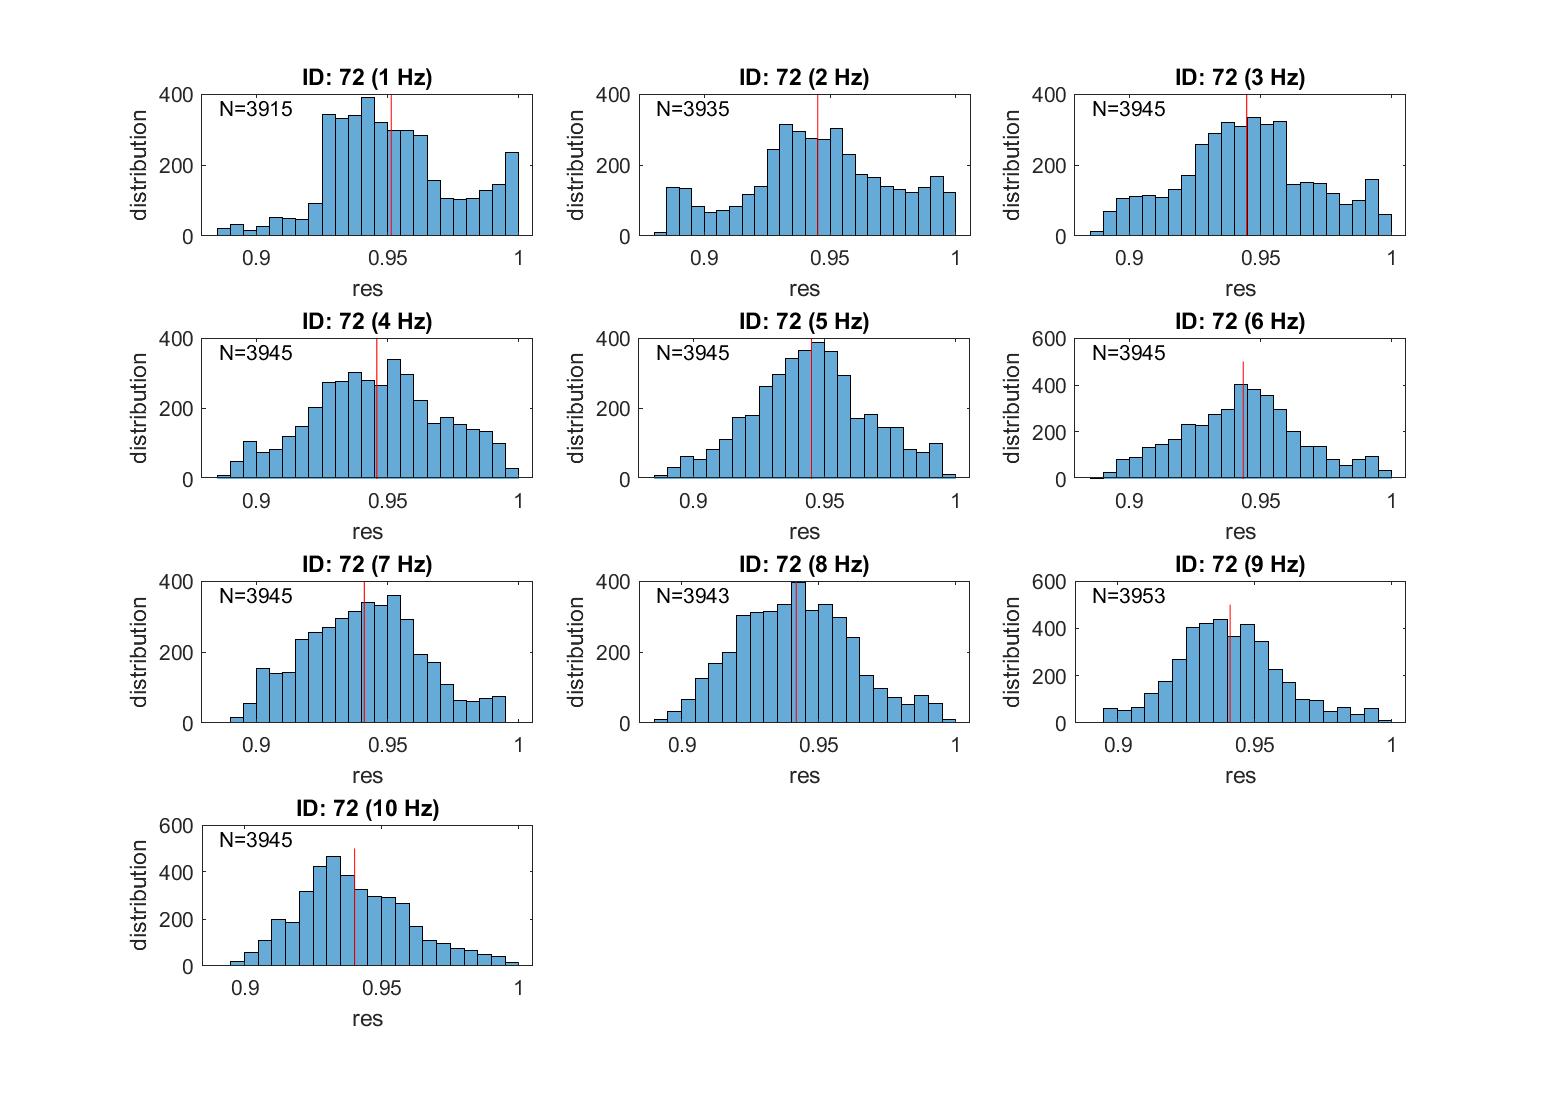 ID: 72 (1 Hz)
N=3915
400
200
0
distribution
0.9 0.95 1
res
ID: 72 (2 Hz)
N=3935
400
200
0
distribution
0.9 0.95 1
res
ID: 72 (3 Hz)
N=3945
400
200
0
distribution
0.9 0.95 1
res
ID: 72 (4 Hz)
N=3945
400
200
0
distribution
0.9 0.95 1
res
ID: 72 (5 Hz)
N=3945
400
200
0
distribution
0.9 0.95 1
res
ID: 72 (6 Hz)
N=3945
600
400
200
0
distribution
0.9 0.95 1
res
ID: 72 (7 Hz)
N=3945
400
200
0
distribution
0.9 0.95 1
res
ID: 72 (8 Hz)
N=3943
400
200
0
distribution
0.9 0.95 1
res
ID: 72 (9 Hz)
N=3953
600
400
200
0
distribution
0.9 0.95 1
res
ID: 72 (10 Hz)
N=3945
600
400
200
0
distribution
0.9 0.95 1
res